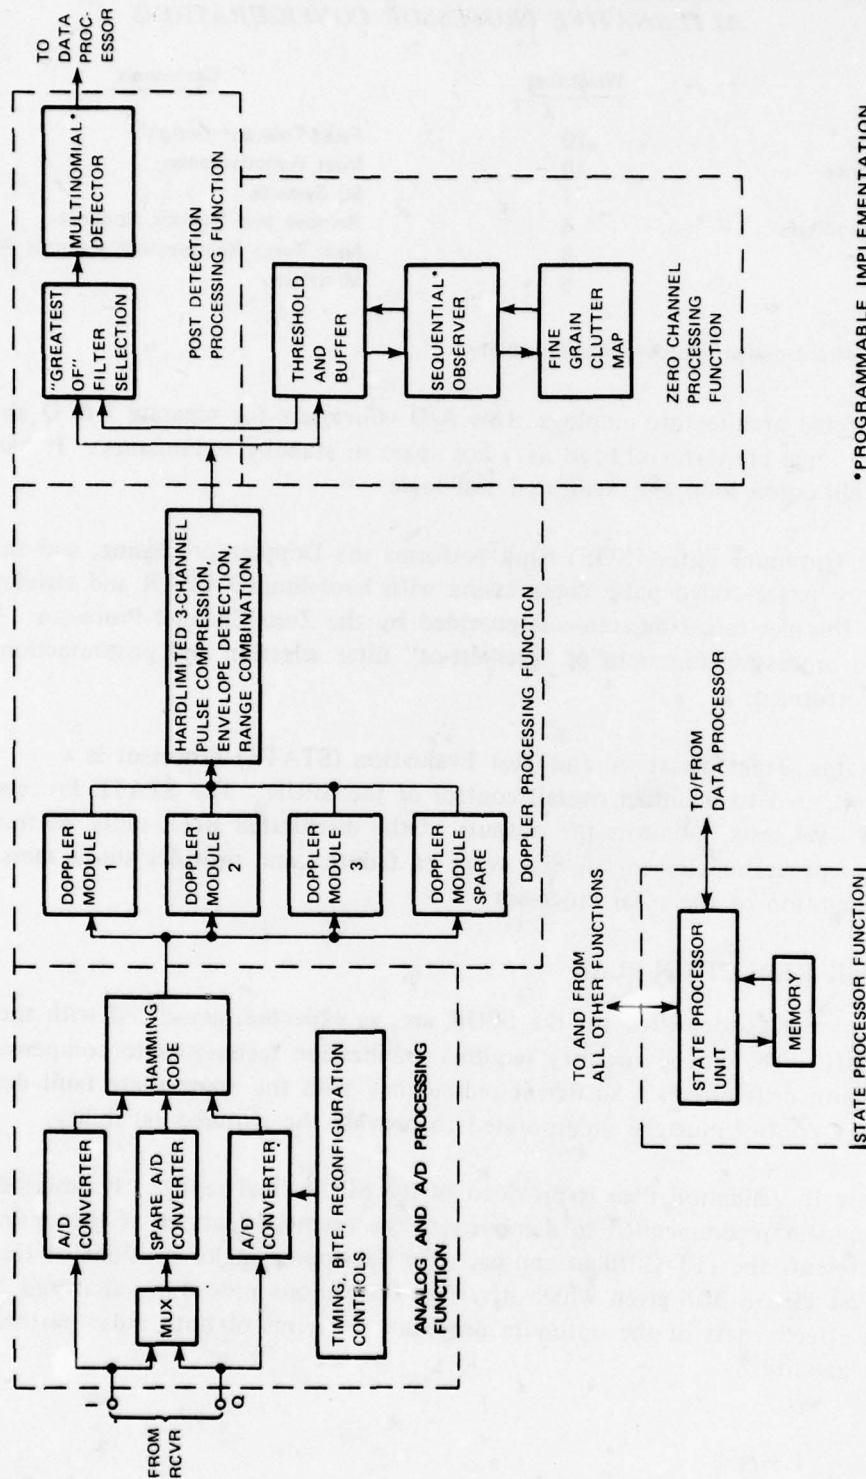 FROM
RCVR
I
Q
MUX
A/D
CONVERTER
SPARE A/D
CONVERTER
A/D
CONVERTER
HAMMING
CODE
TIMING, BITE, RECONFIGURATION
CONTROLS
ANALOG AND A/D PROCESSING
FUNCTION
DOPPLER
MODULE
1
DOPPLER
MODULE
2
DOPPLER
MODULE
3
DOPPLER
MODULE
SPARE
HARDLIMITED 3-CHANNEL
PULSE COMPRESSION,
ENVELOPE DETECTION
RANGE COMBINATION
DOPPLER PROCESSING FUNCTION
"GREATEST
OF"
FILTER
SELECTION
MULTINOMIAL*
DETECTOR
TO
DATA
PROC-
ESSOR
POST DETECTION
PROCESSING FUNCTION
THRESHOLD
AND
BUFFER
SEQUENTIAL*
OBSERVER
FINE
GRAIN
CLUTTER
MAP
ZERO CHANNEL
PROCESSING
FUNCTION
TO AND FROM
ALL OTHER FUNCTIONS
STATE PROCESSOR
UNIT
MEMORY
TO/FROM
DATA PROCESSOR
STATE PROCESSOR FUNCTION
*PROGRAMMABLE IMPLEMENTATION